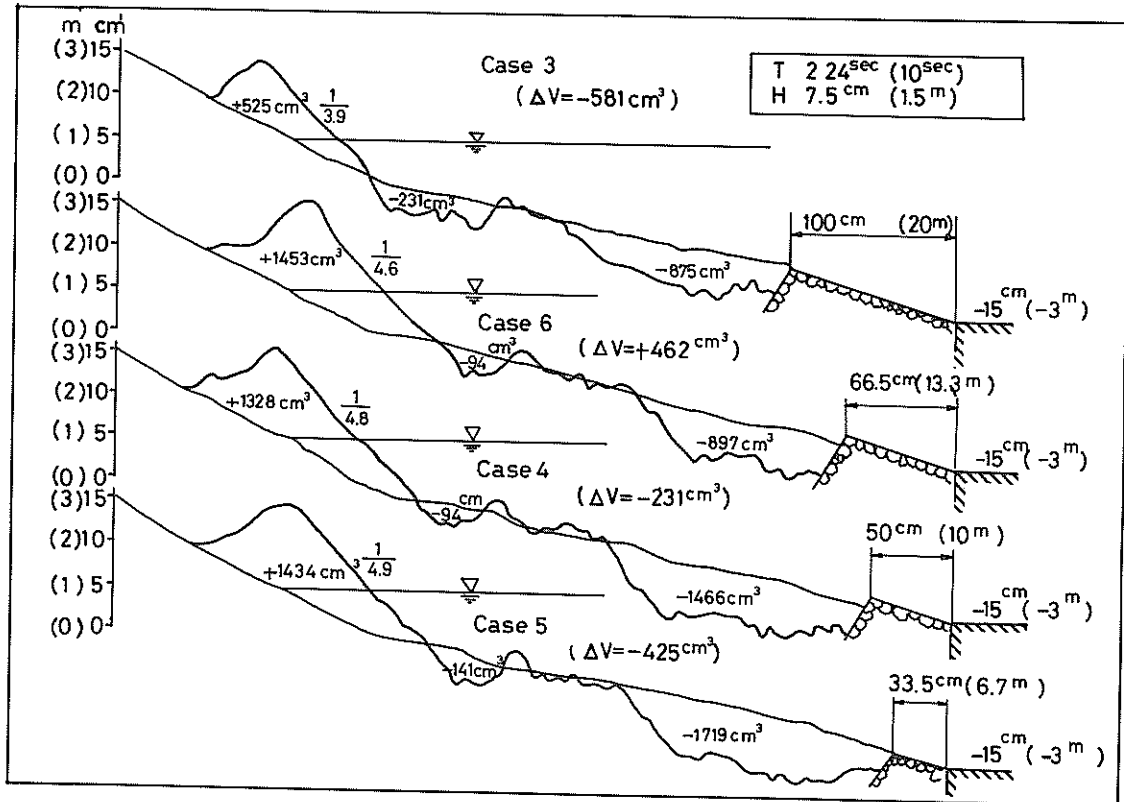 m cm
(3) 15
(2) 10
(1) 5
(0) 0
Case 3
(ΔV=-581cm³)
T 2 24sec (10sec)
H 7.5cm (1.5m)
+525cm³
1/3.9
-231cm³
-875cm³
100cm (20m)
-15cm (-3m)
(3) 15
(2) 10
(1) 5
(0) 0
+1453cm³
1/4.6
Case 6
(ΔV=+462cm³)
-94cm³
-897cm³
66.5cm (13.3m)
-15cm (-3m)
(3) 15
(2) 10
(1) 5
(0) 0
+1328cm³
1/4.8
Case 4
(ΔV=-231cm³)
-94cm
-1466cm³
50cm (10m)
-15cm (-3m)
(3) 15
(2) 10
(1) 5
(0) 0
+1434cm³
1/4.9
Case 5
(ΔV=-425cm³)
-141cm³
-1719cm³
33.5cm (6.7m)
-15cm (-3m)